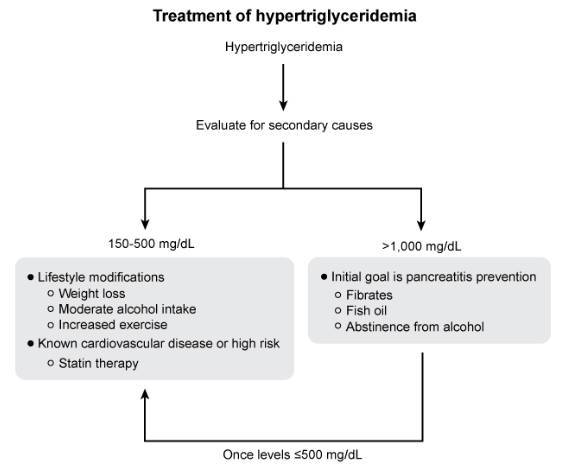 Treatment of hypertriglyceridemia
Hypertriglyceridemia
Evaluate for secondary causes
150-500 mg/dL
● Lifestyle modifications
○ Weight loss
○ Moderate alcohol intake
○ Increased exercise
● Known cardiovascular disease or high risk
○ Statin therapy
>1,000 mg/dL
● Initial goal is pancreatitis prevention
○ Fibrates
○ Fish oil
○ Abstinence from alcohol
Once levels ≤500 mg/dL